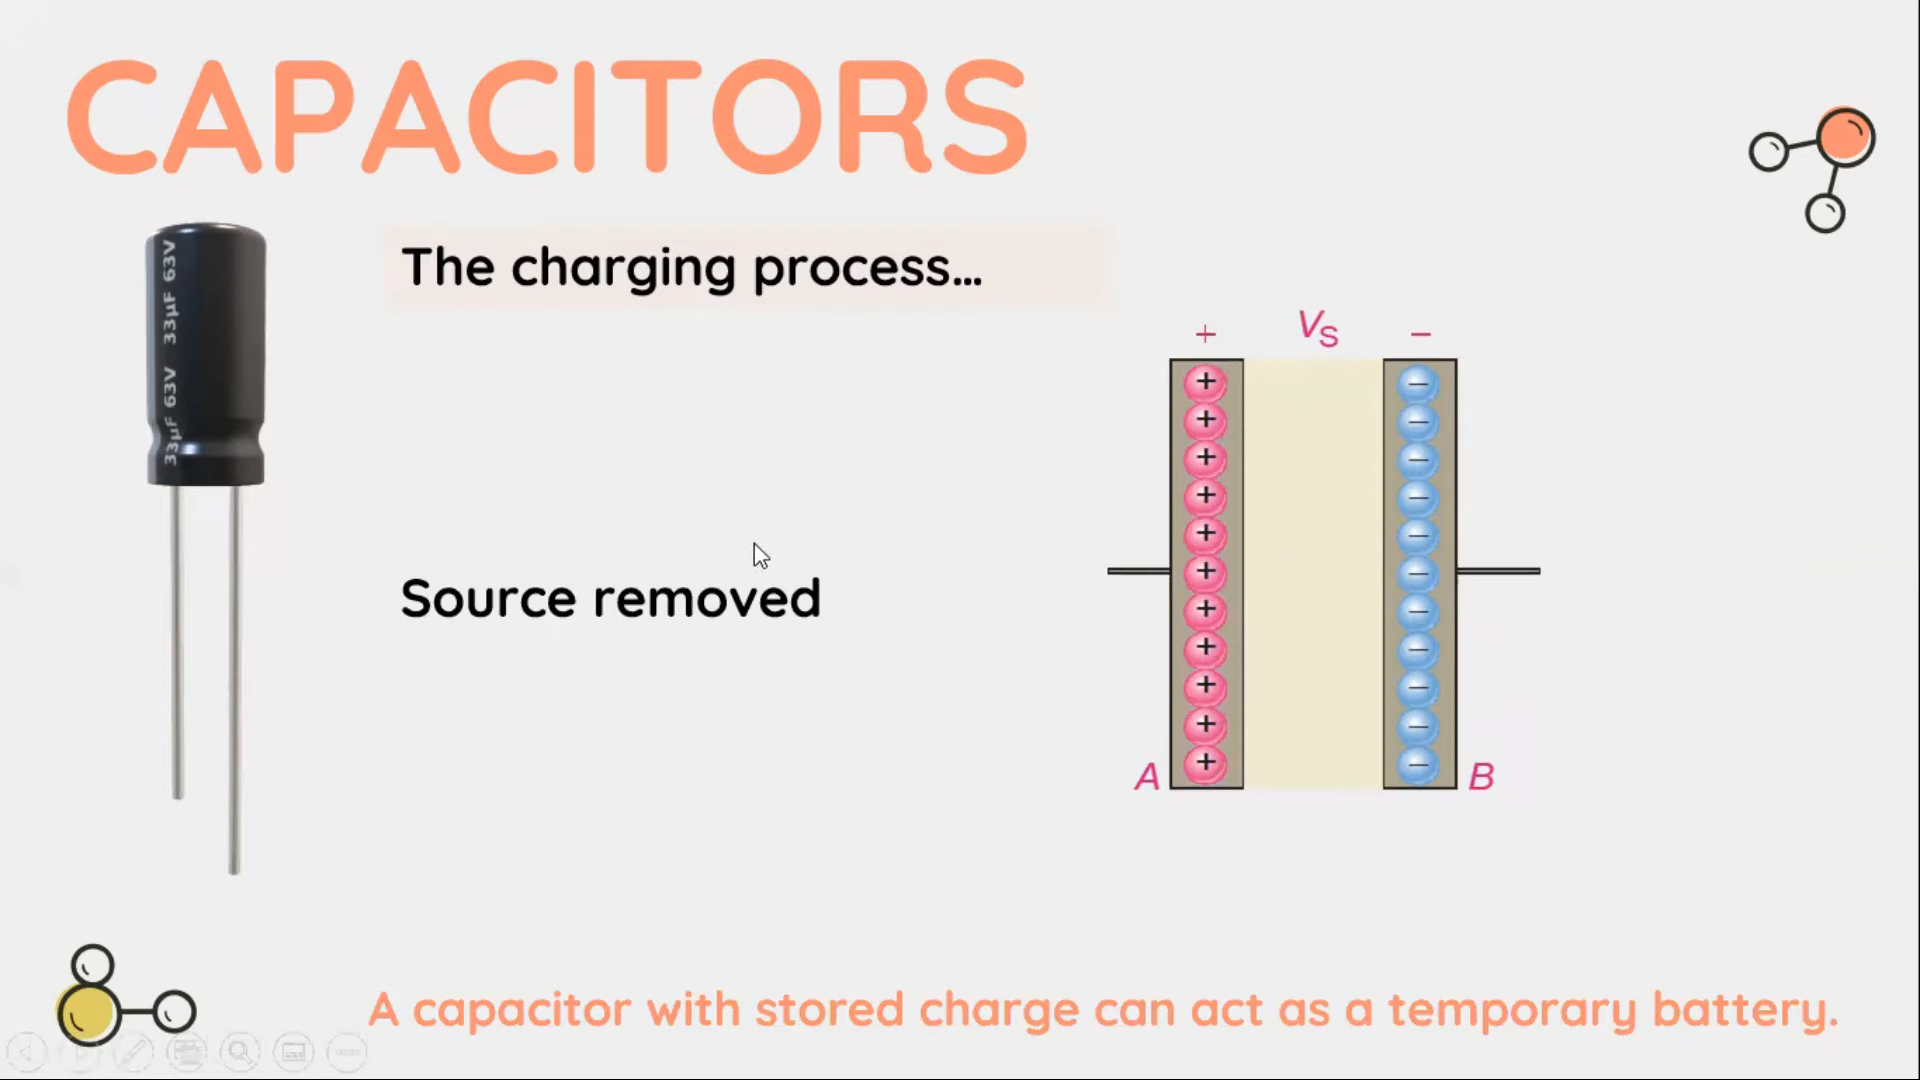 CAPACITORS
33µF 63V 33µF 63V
The charging process...
+ VS −
+ −
+ −
+ −
+ −
+ −
+ −
+ −
+ −
+ −
+ −
+ −
Source removed
A B
A capacitor with stored charge can act as a temporary battery.